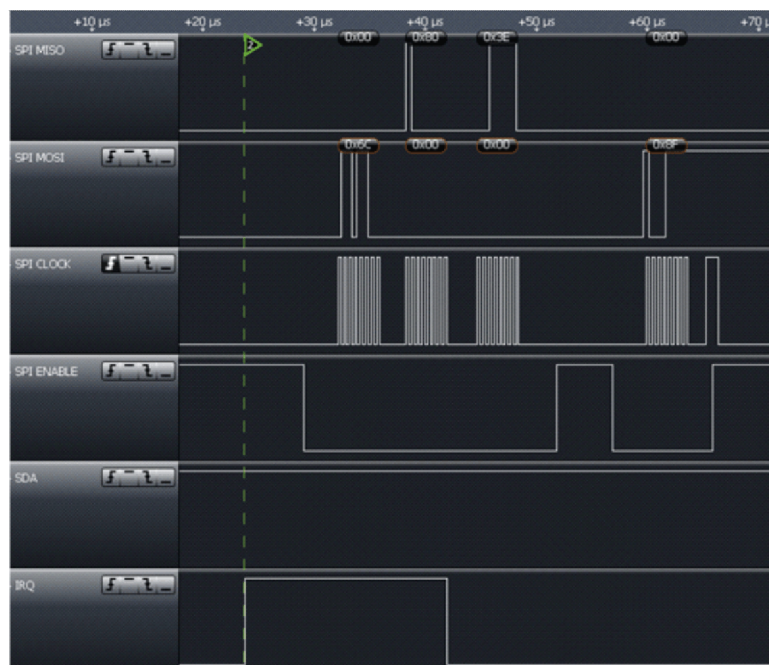 +10 µs +20 µs +30 µs +40 µs +50 µs +60 µs +70 µs
2
SPI MISO
0x00 0x80 0x3E 0x00
SPI MOSI
0x6C 0x00 0x00 0x8F
SPI CLOCK
SPI ENABLE
SDA
IRQ